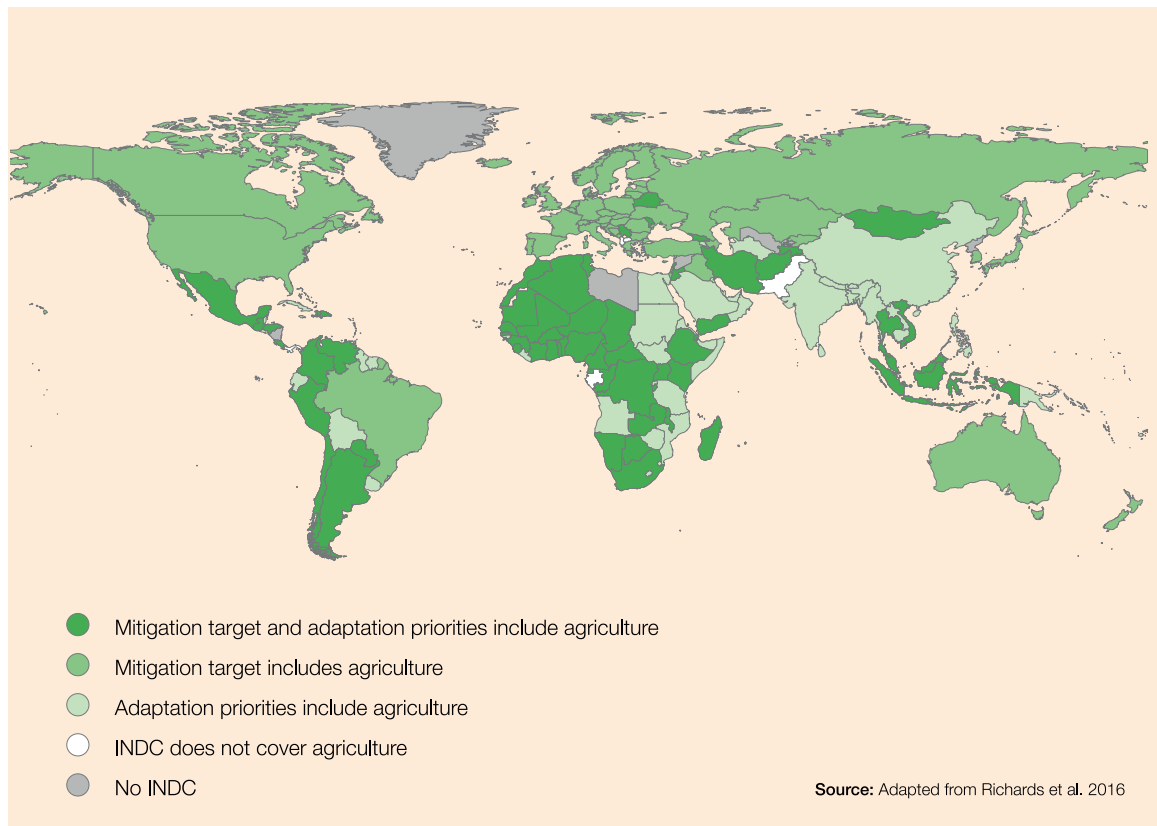 Mitigation target and adaptation priorities include agriculture
Mitigation target includes agriculture
Adaptation priorities include agriculture
INDC does not cover agriculture
No INDC
Source: Adapted from Richards et al. 2016